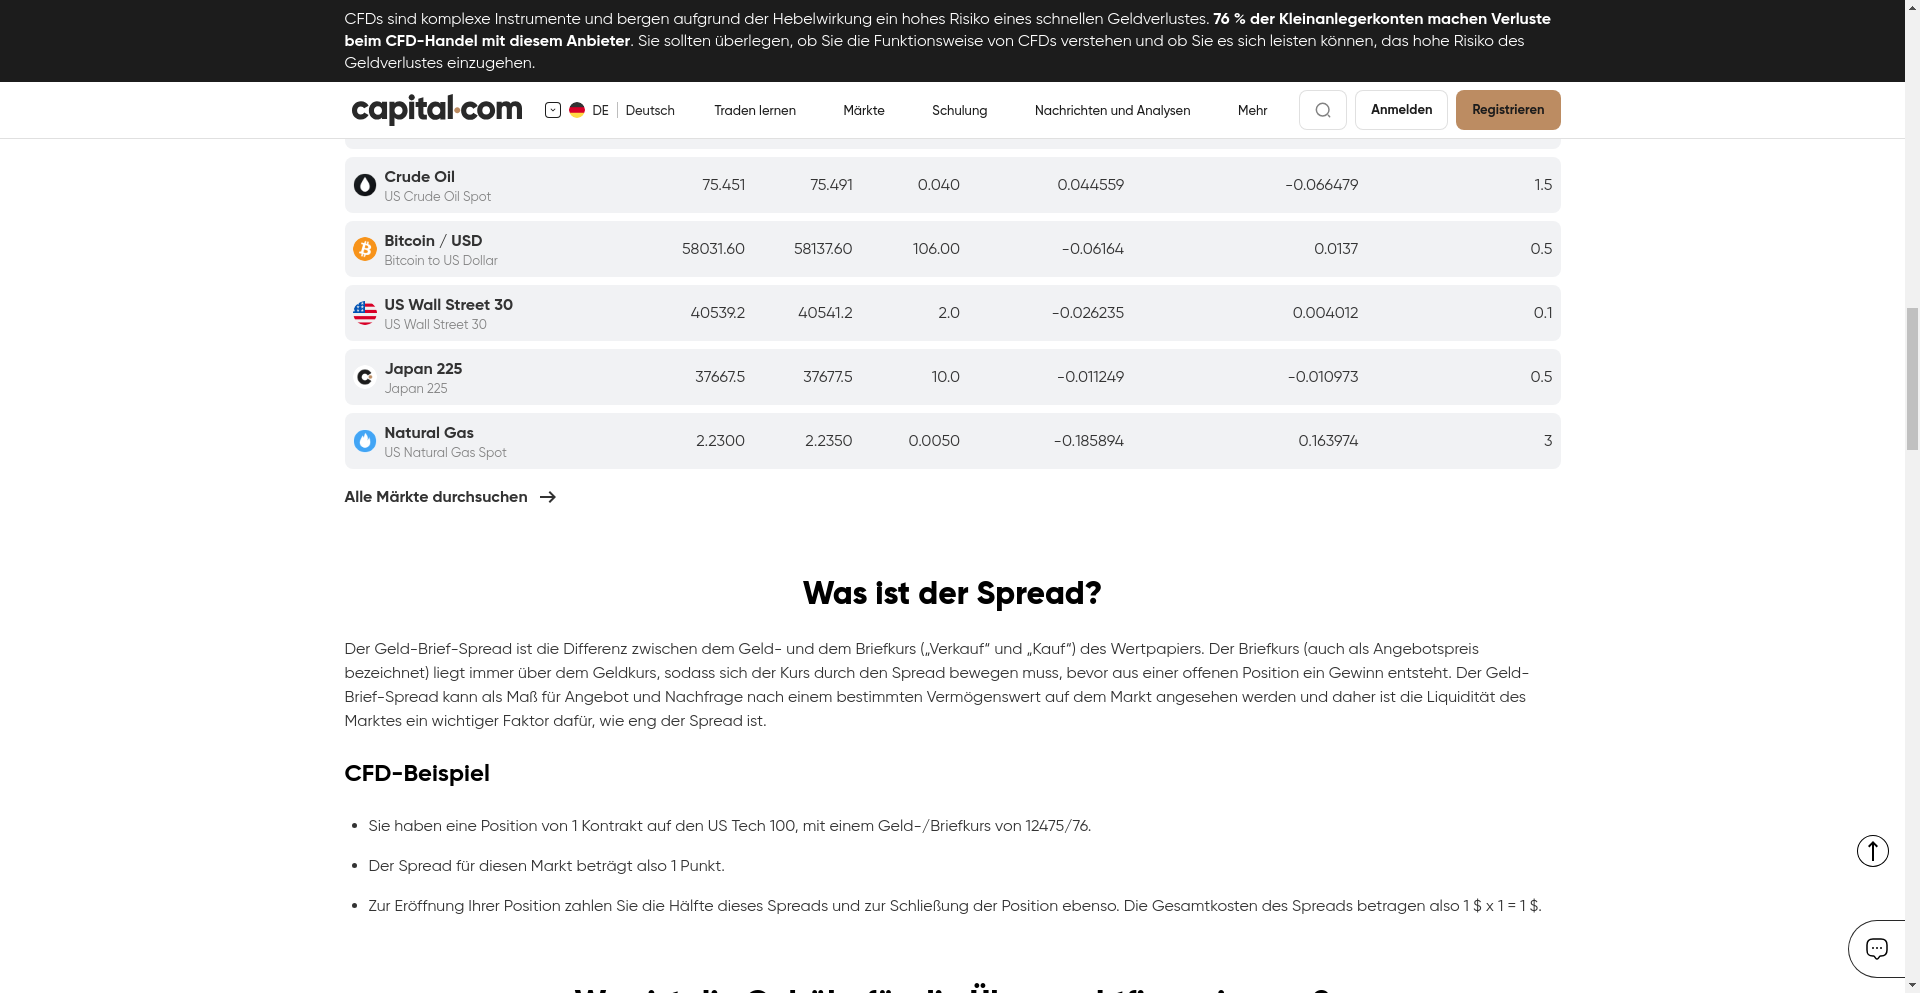 CFDs sind komplexe Instrumente und bergen aufgrund der Hebelwirkung ein hohes Risiko eines schnellen Geldverlustes. 76 % der Kleinanlegerkonten machen Verluste
beim CFD-Handel mit diesem Anbieter. Sie sollten überlegen, ob Sie die Funktionsweise von CFDs verstehen und ob Sie es sich leisten können, das hohe Risiko des
Geldverlustes einzugehen.
capital.com DE Deutsch Traden lernen Märkte Schulung Nachrichten und Analysen Mehr Anmelden Registrieren
Crude Oil
US Crude Oil Spot
75.451 75.491 0.040 0.044559 -0.066479 1.5
Bitcoin / USD
Bitcoin to US Dollar
58031.60 58137.60 106.00 -0.06164 0.0137 0.5
US Wall Street 30
US Wall Street 30
40539.2 40541.2 2.0 -0.026235 0.004012 0.1
Japan 225
Japan 225
37667.5 37677.5 10.0 -0.011249 -0.010973 0.5
Natural Gas
US Natural Gas Spot
2.2300 2.2350 0.0050 -0.185894 0.163974 3
Alle Märkte durchsuchen
Was ist der Spread?
Der Geld-Brief-Spread ist die Differenz zwischen dem Geld- und dem Briefkurs („Verkauf“ und „Kauf“) des Wertpapiers. Der Briefkurs (auch als Angebotspreis
bezeichnet) liegt immer über dem Geldkurs, sodass sich der Kurs durch den Spread bewegen muss, bevor aus einer offenen Position ein Gewinn entsteht. Der Geld-
Brief-Spread kann als Maß für Angebot und Nachfrage nach einem bestimmten Vermögenswert auf dem Markt angesehen werden und daher ist die Liquidität des
Marktes ein wichtiger Faktor dafür, wie eng der Spread ist.
CFD-Beispiel
• Sie haben eine Position von 1 Kontrakt auf den US Tech 100, mit einem Geld-/Briefkurs von 12475/76.
• Der Spread für diesen Markt beträgt also 1 Punkt.
• Zur Eröffnung Ihrer Position zahlen Sie die Hälfte dieses Spreads und zur Schließung der Position ebenso. Die Gesamtkosten des Spreads betragen also 1 $ x 1 = 1 $.